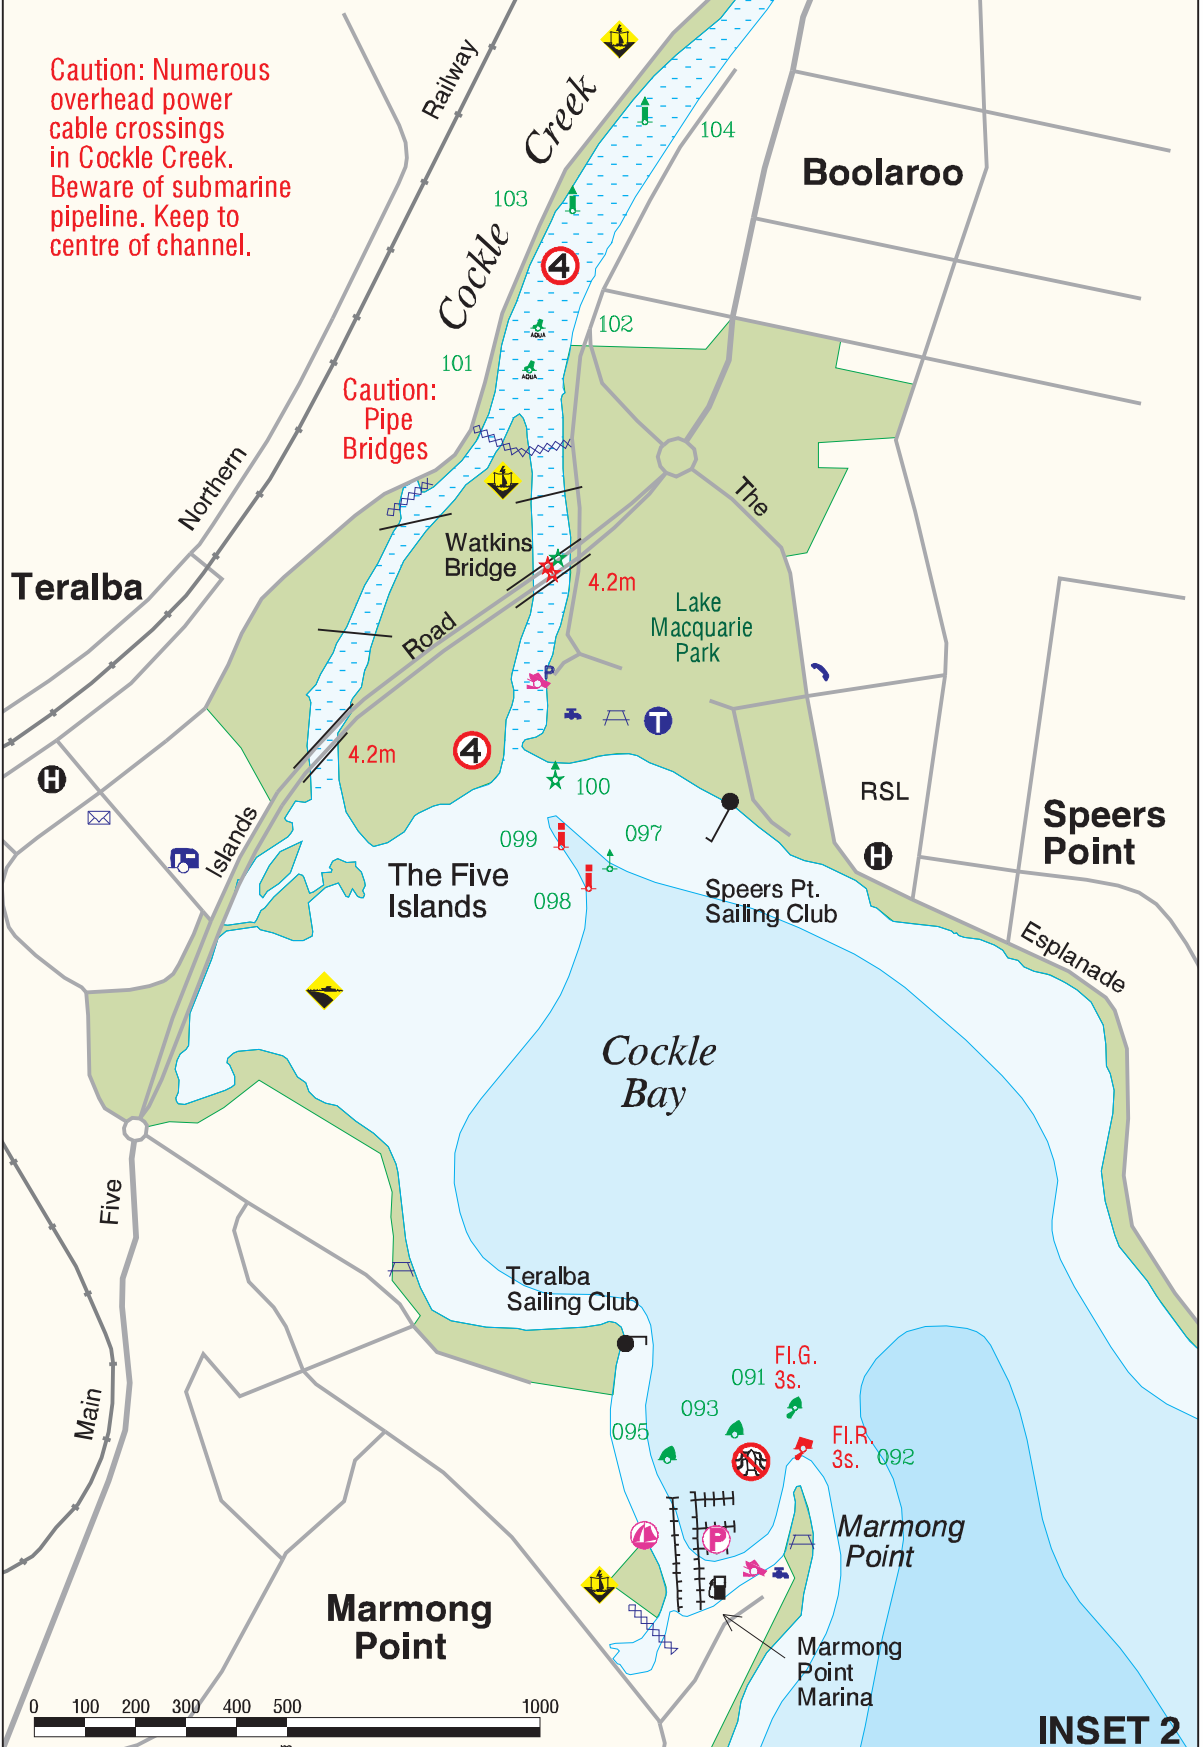 Caution: Numerous
overhead power
cable crossings
in Cockle Creek.
Beware of submarine
pipeline. Keep to
centre of channel.
Railway
Creek
104
Boolaroo
103
Cockle
4
102
AQUA
101
AQUA
Caution:
Pipe
Bridges
Northern
The
Watkins
Bridge
4.2m
Teralba
Lake
Macquarie
Park
Road
P
T
4
4.2m
H
100
RSL
Speers
Point
099
097
Islands
H
The Five
Islands
098
Speers Pt.
Sailing Club
Esplanade
Cockle
Bay
Five
Teralba
Sailing Club
Main
091
Fl.G.
3s.
093
095
Fl.R.
3s.
092
Marmong
Point
P
Marmong
Point
Marmong
Point
Marina
0 100 200 300 400 500 1000
m
INSET 2